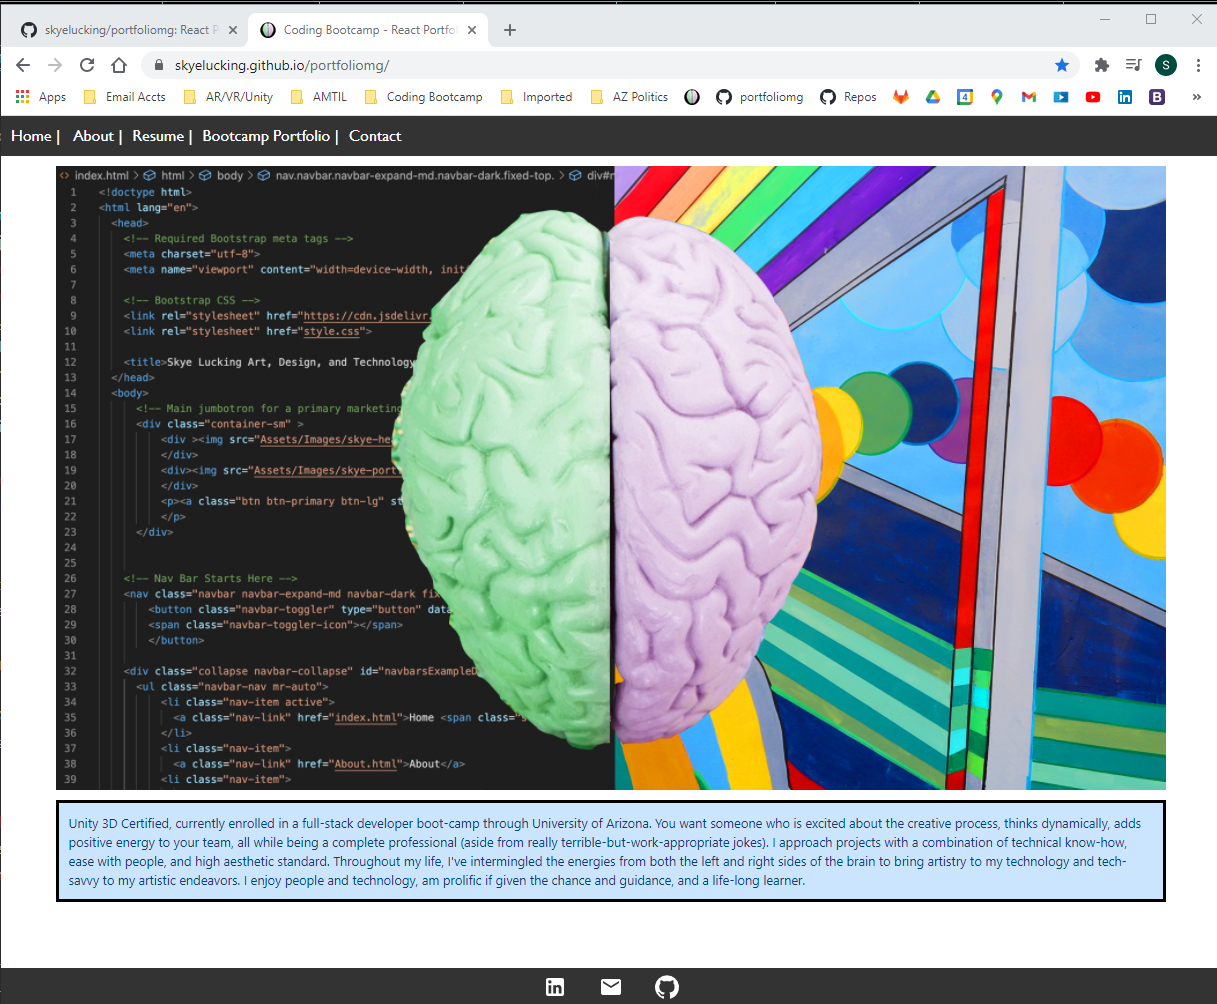 skyelucking/portfoliomg: React P
Coding Bootcamp - React Portfol
skyelucking.github.io/portfoliomg/
S
Apps
Email Accts
AR/VR/Unity
AMTIL
Coding Bootcamp
Imported
AZ Politics
portfoliomg
Repos
4
in
B
»
Home | About | Resume | Bootcamp Portfolio | Contact
index.html > html > body > nav.navbar.navbar-expand-md.navbar-dark.fixed-top. > div#n
1 <!doctype html>
2 <html lang="en">
3 <head>
4 <!-- Required Bootstrap meta tags -->
5 <meta charset="utf-8">
6 <meta name="viewport" content="width=device-width, init
7
8 <!-- Bootstrap CSS -->
9 <link rel="stylesheet" href="https://cdn.jsdelivr.
10 <link rel="stylesheet" href="style.css">
11
12 <title>Skye Lucking Art, Design, and Technology
13 </head>
14 <body>
15 <!-- Main jumbotron for a primary marketing
16 <div class="container-sm" >
17 <div ><img src="Assets/Images/skye-he
18 </div>
19 <div><img src="Assets/Images/skye-port
20 </div>
21 <p><a class="btn btn-primary btn-lg" st
22 </p>
23 </div>
24
25
26 <!-- Nav Bar Starts Here -->
27 <nav class="navbar navbar-expand-md navbar-dark fix
28 <button class="navbar-toggler" type="button" data
29 <span class="navbar-toggler-icon"></span>
30 </button>
31
32 <div class="collapse navbar-collapse" id="navbarsExampleD
33 <ul class="navbar-nav mr-auto">
34 <li class="nav-item active">
35 <a class="nav-link" href="index.html">Home <span class="s
36 </li>
37 <li class="nav-item">
38 <a class="nav-link" href="About.html">About</a>
39 <li class="nav-item">
Unity 3D Certified, currently enrolled in a full-stack developer boot-camp through University of Arizona. You want someone who is excited about the creative process, thinks dynamically, adds
positive energy to your team, all while being a complete professional (aside from really terrible-but-work-appropriate jokes). I approach projects with a combination of technical know-how,
ease with people, and high aesthetic standard. Throughout my life, I've intermingled the energies from both the left and right sides of the brain to bring artistry to my technology and tech-
savvy to my artistic endeavors. I enjoy people and technology, am prolific if given the chance and guidance, and a life-long learner.
in